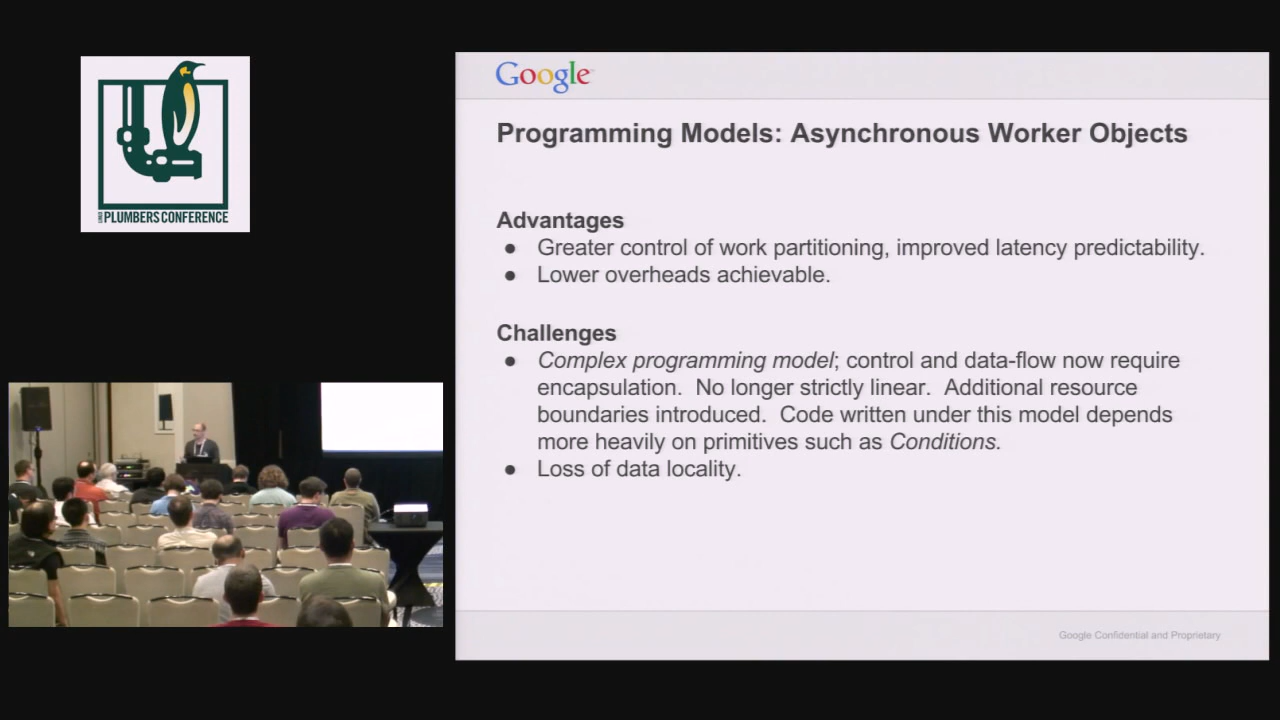 LINUX PLUMBERS CONFERENCE
Google
Programming Models: Asynchronous Worker Objects
Advantages
● Greater control of work partitioning, improved latency predictability.
● Lower overheads achievable.
Challenges
● Complex programming model; control and data-flow now require
encapsulation.  No longer strictly linear.  Additional resource
boundaries introduced.  Code written under this model depends
more heavily on primitives such as Conditions.
● Loss of data locality.
Google Confidential and Proprietary